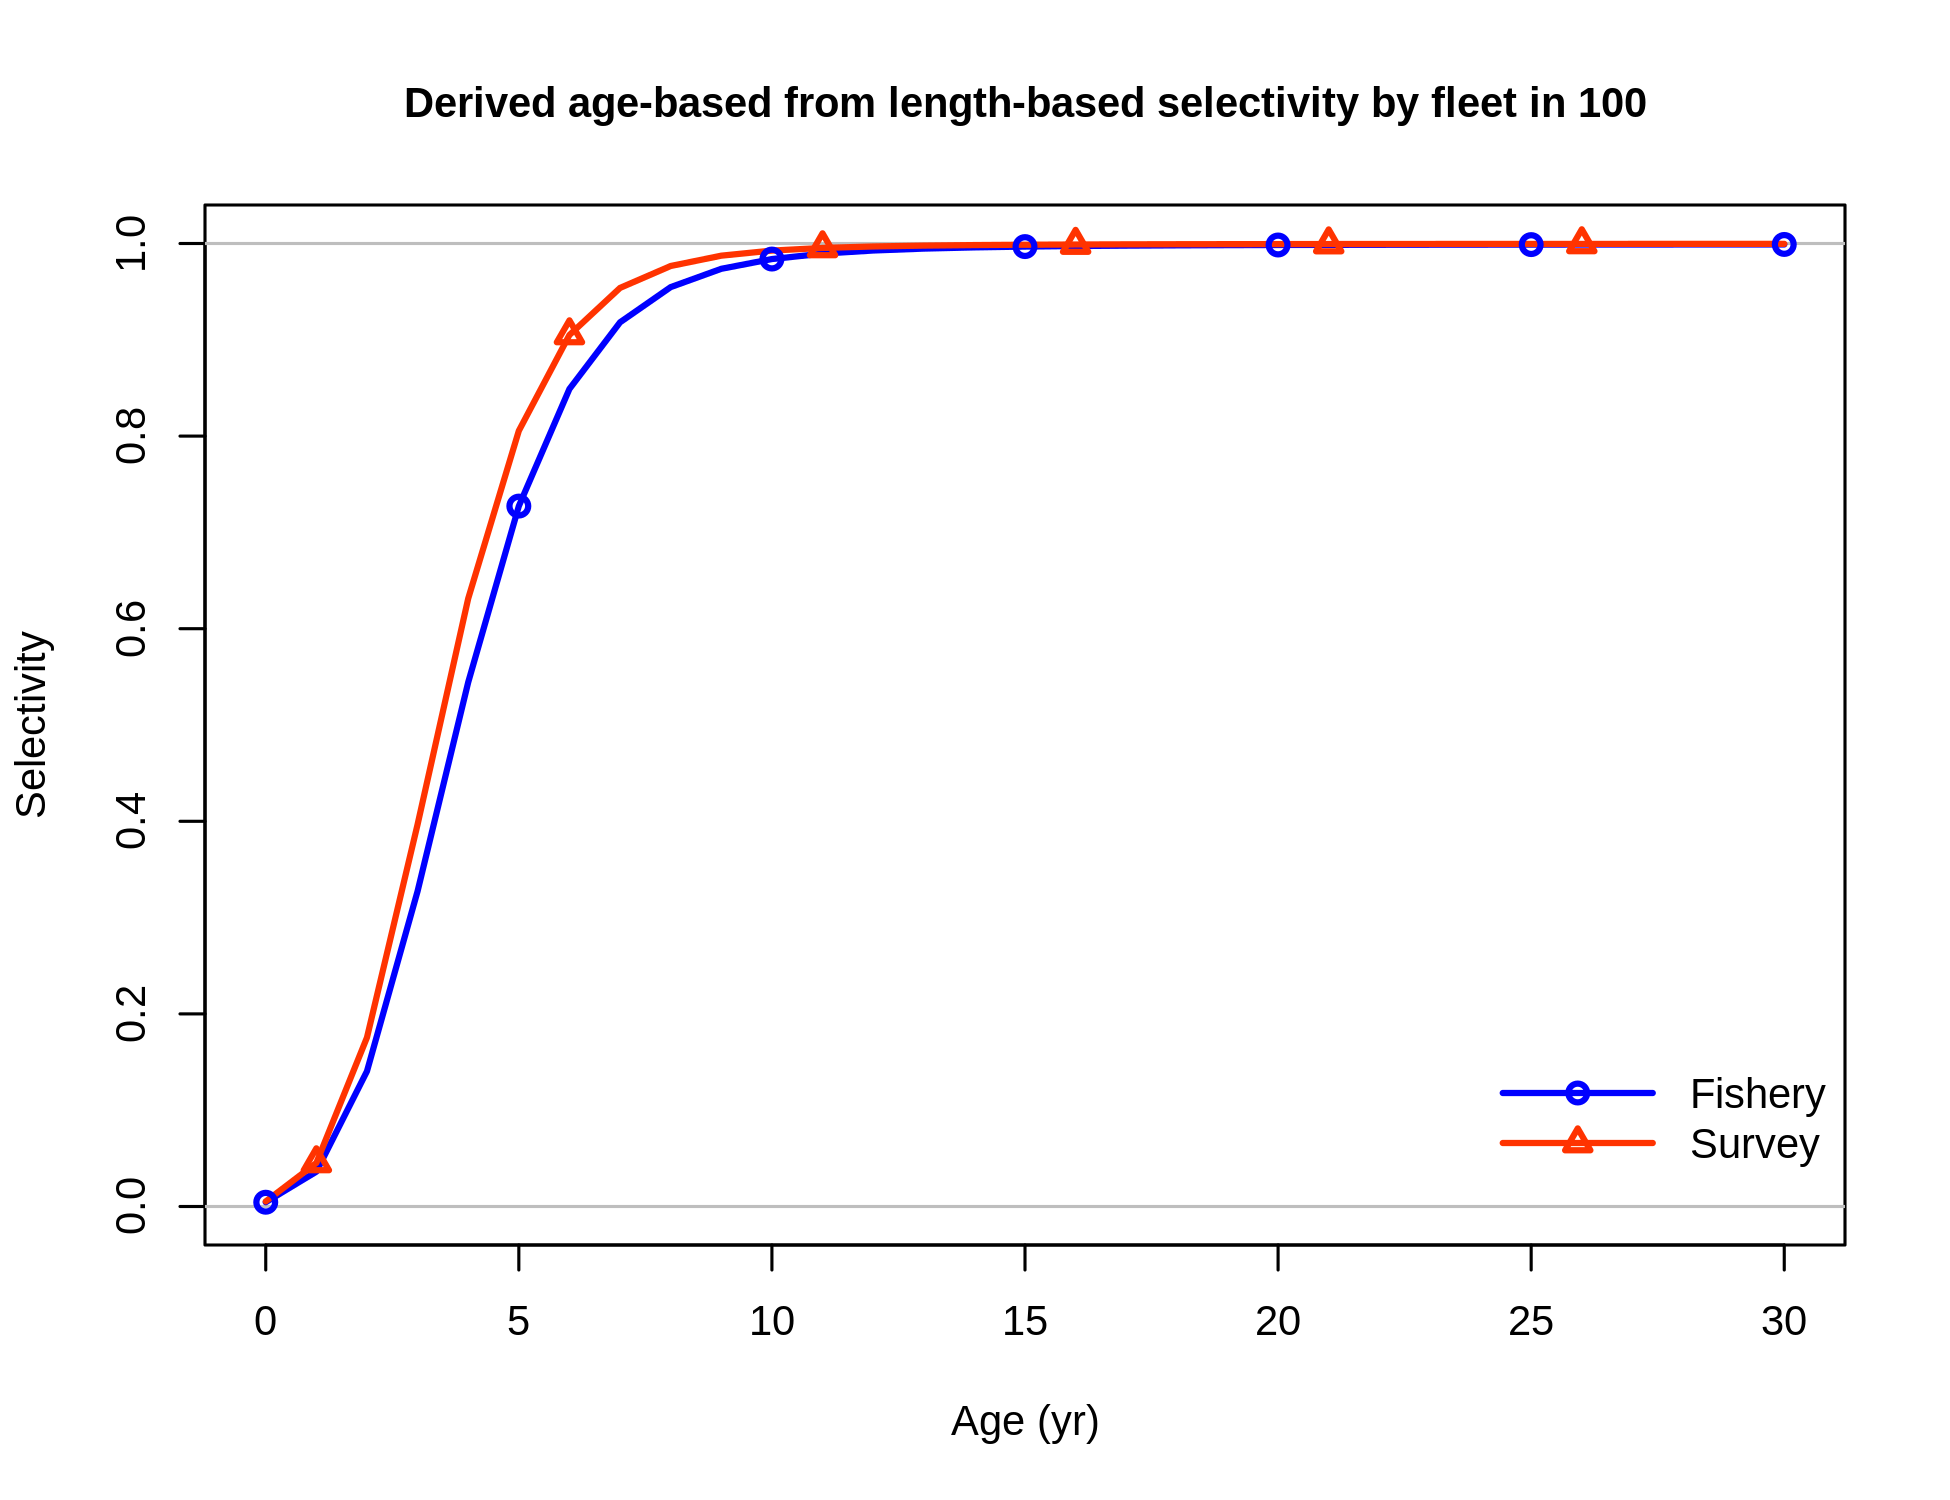 Derived age-based from length-based selectivity by fleet in 100
Selectivity
1.0
0.8
0.6
0.4
0.2
0.0
Fishery
Survey
0 5 10 15 20 25 30
Age (yr)